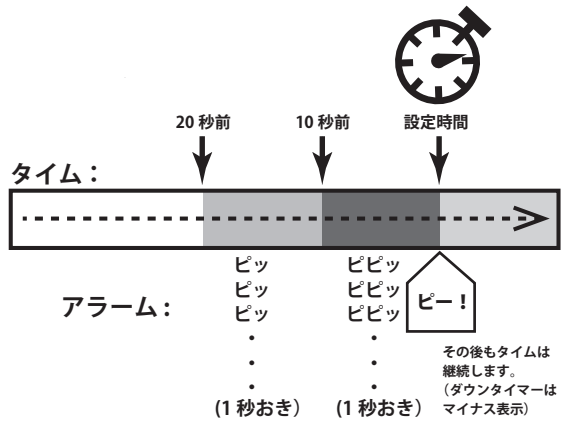 20 秒前
10 秒前
設定時間
タイム：
アラーム：
ピッ
ピッ
ピッ
・
・
・
(1 秒おき)
ピピッ
ピピッ
ピピッ
・
・
・
(1 秒おき)
ピー！
その後もタイムは
継続します。
（ダウンタイマーは
マイナス表示）